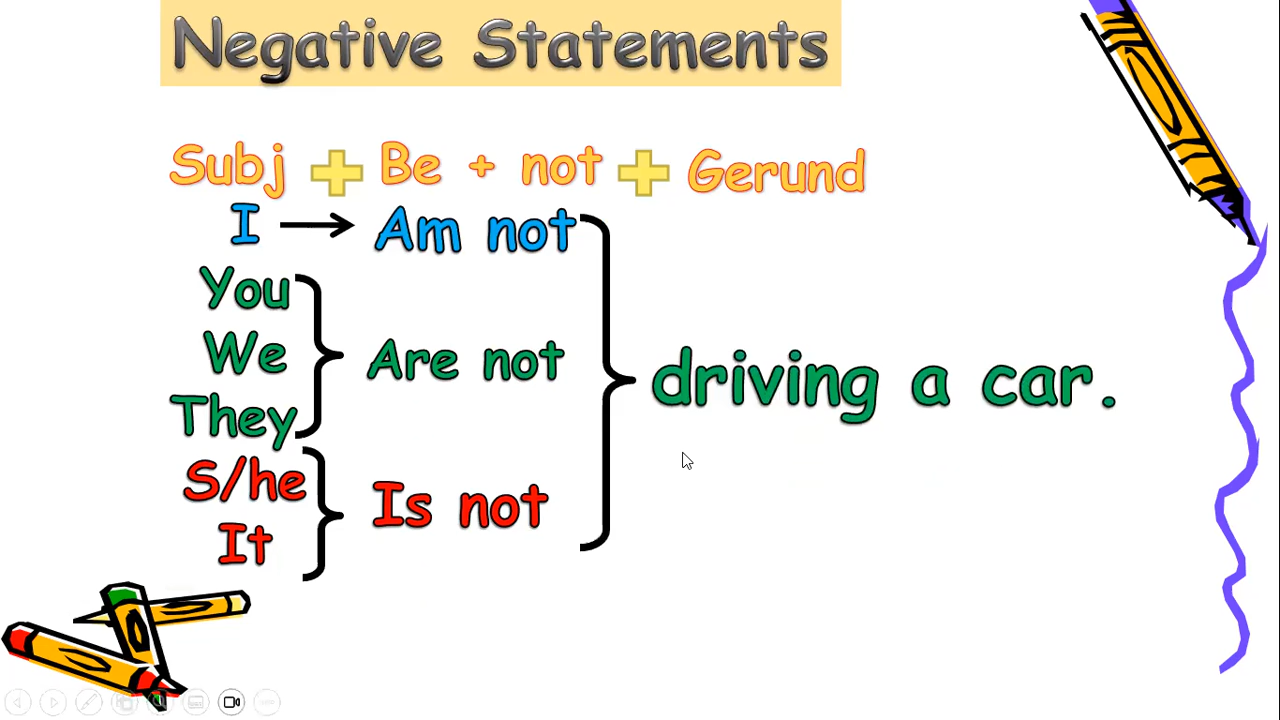 Negative Statements
Subj + Be + not + Gerund
I → Am not
You
We
They
Are not
S/he
It
Is not
driving a car.